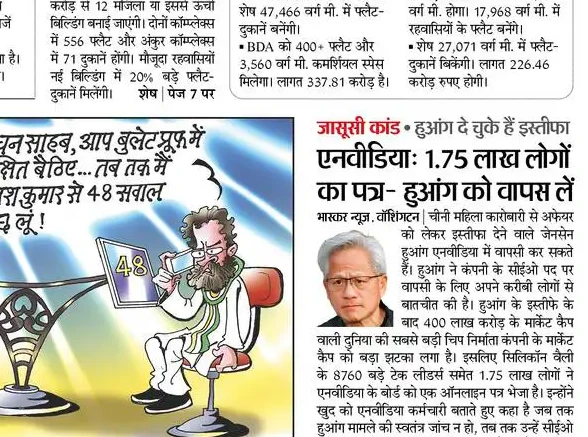 करोड़ से 12 मंजिला या इससे ऊंची
बिल्डिंग बनाई जाएंगी। दोनों कॉम्प्लेक्स
में 556 फ्लैट और अंकुर कॉम्प्लेक्स
में 71 दुकानें होंगी। मौजूदा रहवासियों
नई बिल्डिंग में 20% बड़े फ्लैट-
दुकानें मिलेंगी। शेष | पेज 7 पर
शेष 47,466 वर्ग मी. में फ्लैट-
दुकानें बनेंगी।
▪ BDA को 400+ फ्लैट और
3,560 वर्ग मी. कमर्शियल स्पेस
मिलेगा। लागत 337.81 करोड़ है।
वर्ग मी. होगा। 17,968 वर्ग मी. में
रहवासियों के फ्लैट बनेंगे।
▪ शेष 27,071 वर्ग मी. में फ्लैट-
दुकानें बिकेंगी। लागत 226.46
करोड़ रुपए होगी।
साहब, आप बुलेटप्रूफ में
बैठिए... तब तक मैं
कुमार से 48 सवाल
लूं!
48
जासूसी कांड • हुआंग दे चुके हैं इस्तीफा
एनवीडियाः 1.75 लाख लोगों
का पत्र- हुआंग को वापस लें
भास्कर न्यूज . वॉशिंगटन | चीनी महिला कारोबारी से अफेयर
को लेकर इस्तीफा देने वाले जेनसेन
हुआंग एनवीडिया में वापसी कर सकते
हैं। हुआंग ने कंपनी के सीईओ पद पर
वापसी के लिए अपने करीबी लोगों से
बातचीत की है। हुआंग के इस्तीफे के
बाद 400 लाख करोड़ के मार्केट कैप
वाली दुनिया की सबसे बड़ी चिप निर्माता कंपनी के मार्केट
कैप को बड़ा झटका लगा है। इसलिए सिलिकॉन वैली
के 8760 बड़े टेक लीडर्स समेत 1.75 लाख लोगों ने
एनवीडिया के बोर्ड को एक ऑनलाइन पत्र भेजा है। इन्होंने
खुद को एनवीडिया कर्मचारी बताते हुए कहा है जब तक
हुआंग मामले की स्वतंत्र जांच न हो, तब तक उन्हें सीईओ